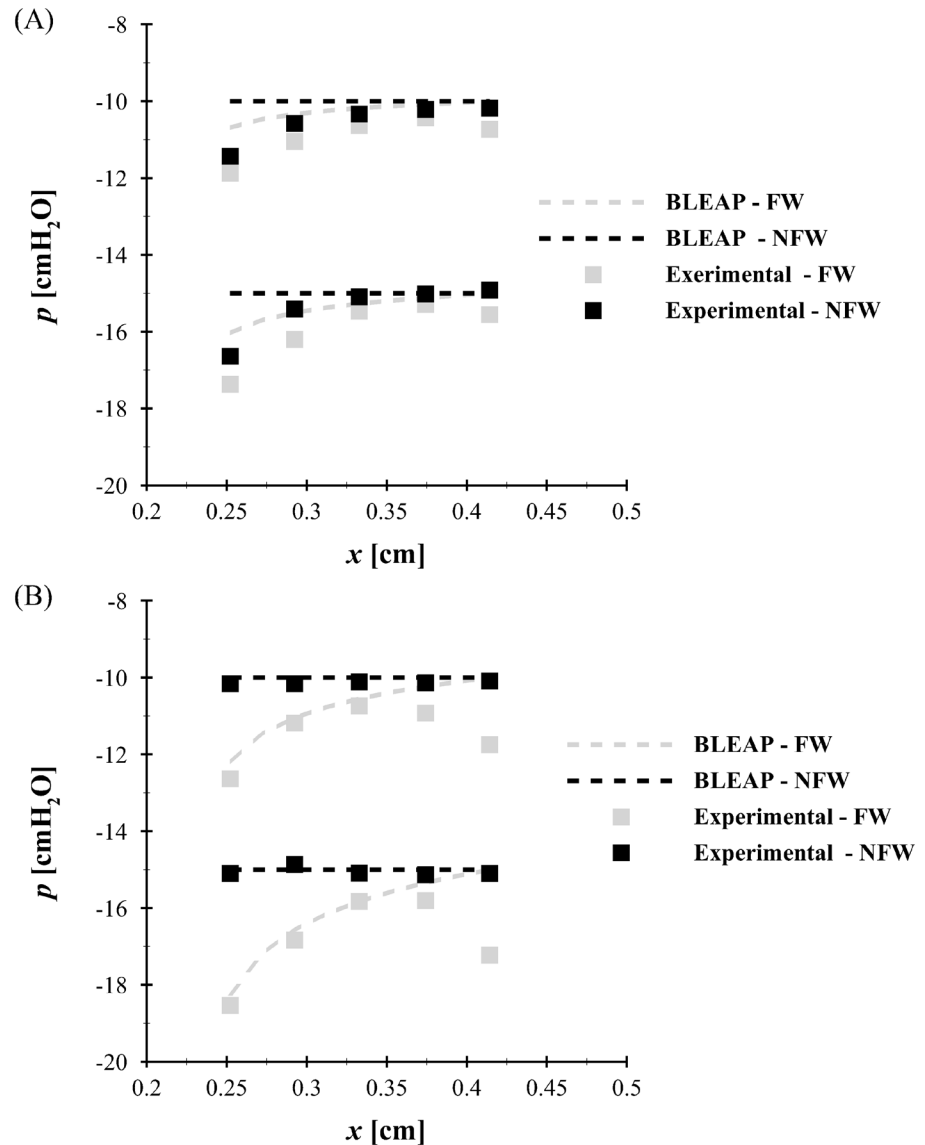 (A)
-8
-10
-12
-14
-16
-18
-20
p [cmH₂O]
0.2 0.25 0.3 0.35 0.4 0.45 0.5
x [cm]
BLEAP - FW
BLEAP - NFW
Exerimental - FW
Experimental - NFW
(B)
-8
-10
-12
-14
-16
-18
-20
p [cmH₂O]
0.2 0.25 0.3 0.35 0.4 0.45 0.5
x [cm]
BLEAP - FW
BLEAP - NFW
Experimental - FW
Experimental - NFW